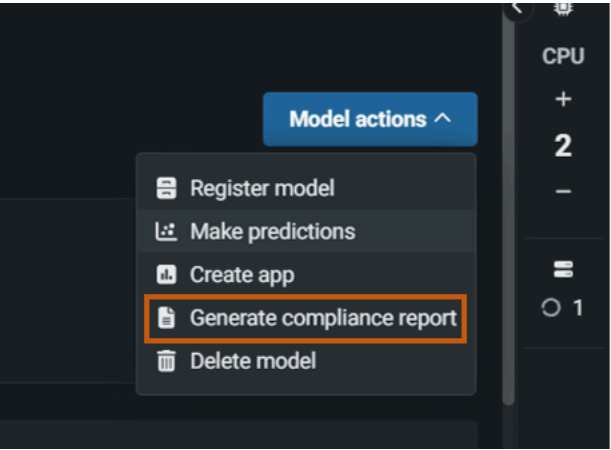 CPU
Model actions
+
2
−
Register model
Make predictions
Create app
Generate compliance report
1
Delete model